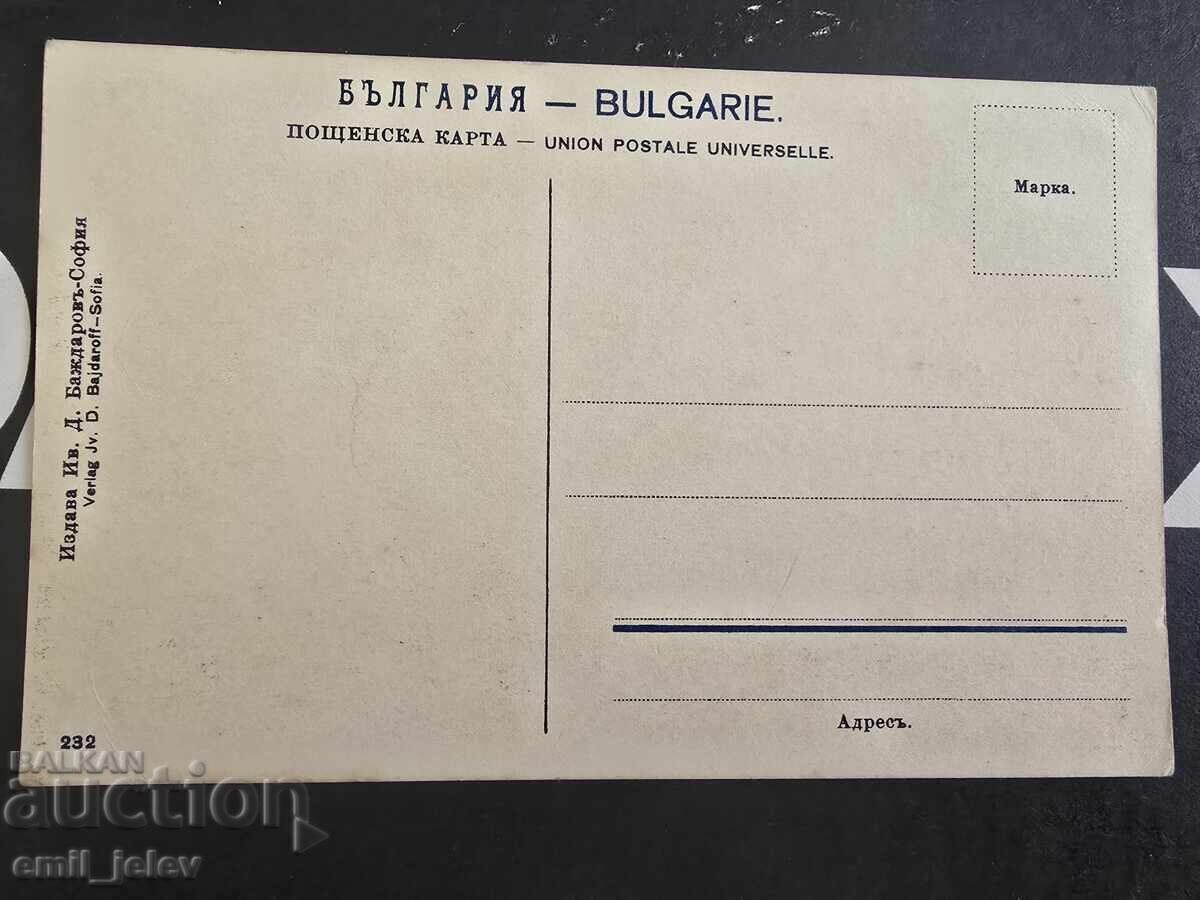 БЪЛГАРИЯ — BULGARIE.
ПОЩЕНСКА КАРТА — UNION POSTALE UNIVERSELLE.
Марка.
Издава Ив. Д. Баждаровъ-София
Verlag Jv. D. Bajdaroff-Sofia.
Адресъ.
232
BALKAN
auction
emil_jelev